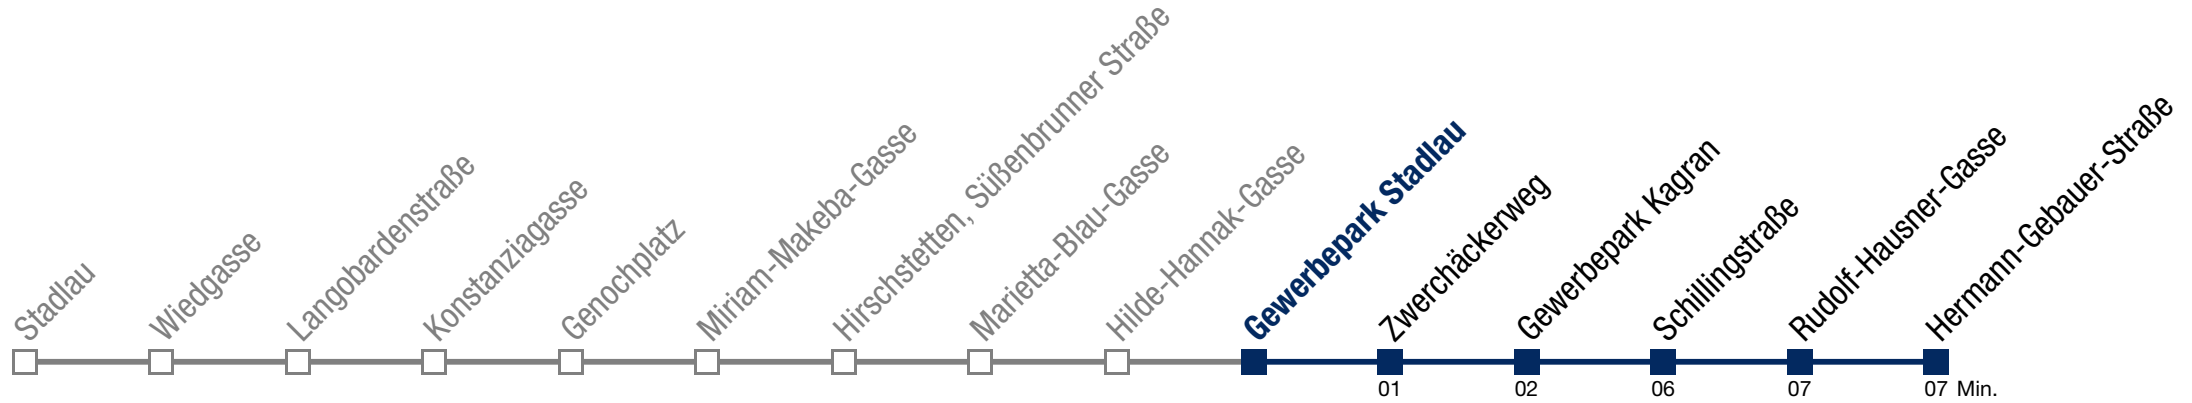 Stadlau
Wiedgasse
Langobardenstraße
Konstanziagasse
Genochplatz
Miriam-Makeba-Gasse
Hirschstetten, Süßenbrunner Straße
Marietta-Blau-Gasse
Hilde-Hannak-Gasse
Gewerbepark Stadlau
Zwerchäckerweg
Gewerbepark Kagran
Schillingstraße
Rudolf-Hausner-Gasse
Hermann-Gebauer-Straße
01 02 06 07 07 Min.